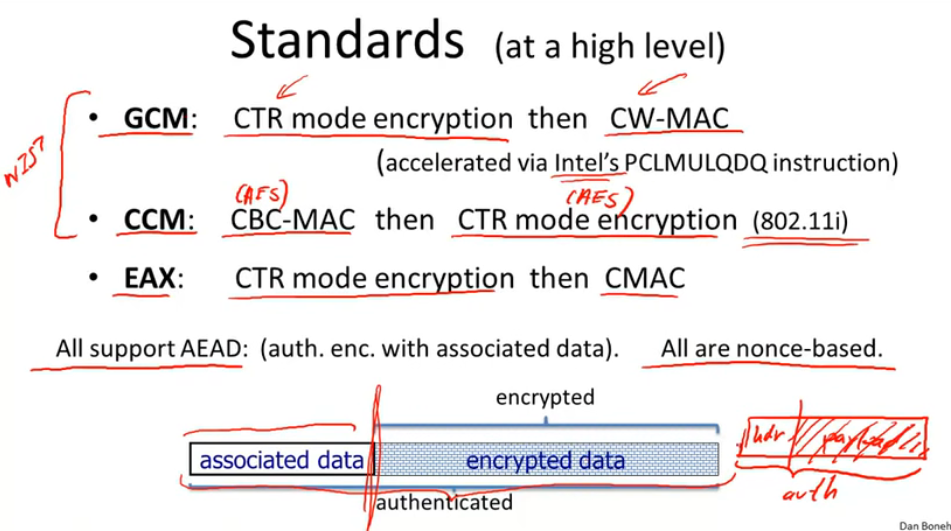 Standards (at a high level)
• GCM: CTR mode encryption then CW-MAC
(accelerated via Intel's PCLMULQDQ instruction)
NIST
(AES) (AES)
• CCM: CBC-MAC then CTR mode encryption (802.11i)
• EAX: CTR mode encryption then CMAC
All support AEAD: (auth. enc. with associated data). All are nonce-based.
encrypted
hdr payload
associated data encrypted data
auth
authenticated
Dan Boneh